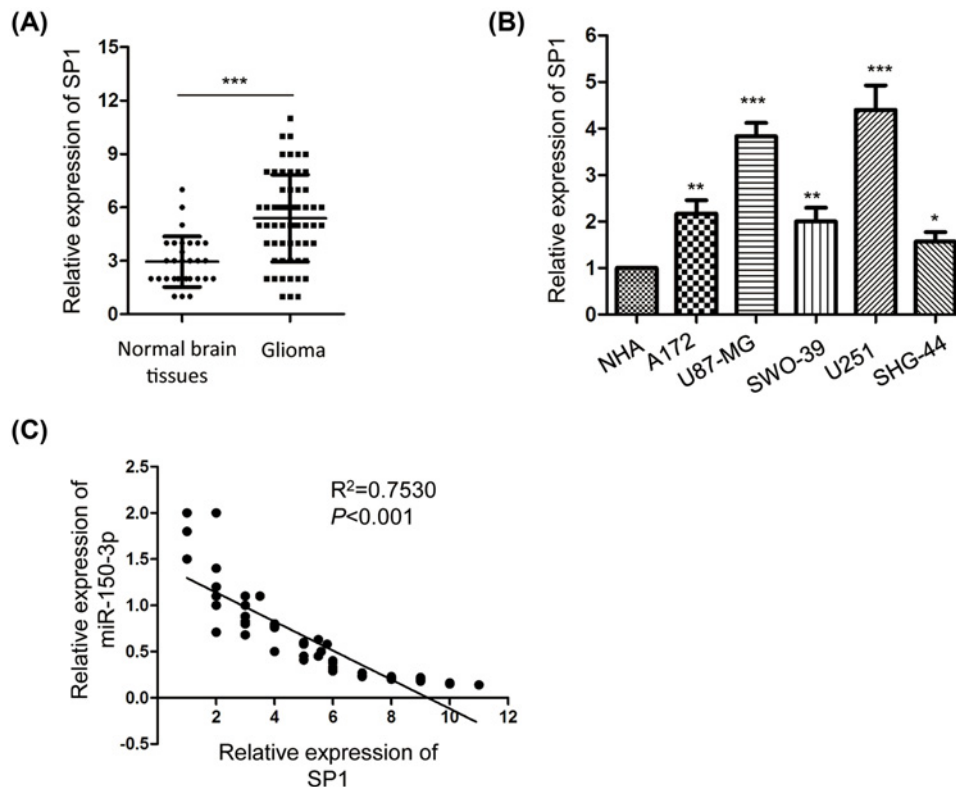 (A)
Relative expression of SP1
15
12
9
6
3
0
***
Normal brain
tissues
Glioma
(B)
Relative expression of SP1
6
5
4
3
2
1
0
**
***
**
***
*
NHA
A172
U87-MG
SWO-39
U251
SHG-44
(C)
Relative expression of
miR-150-3p
2.5
2.0
1.5
1.0
0.5
0.0
-0.5
R²=0.7530
P<0.001
2 4 6 8 10 12
Relative expression of
SP1